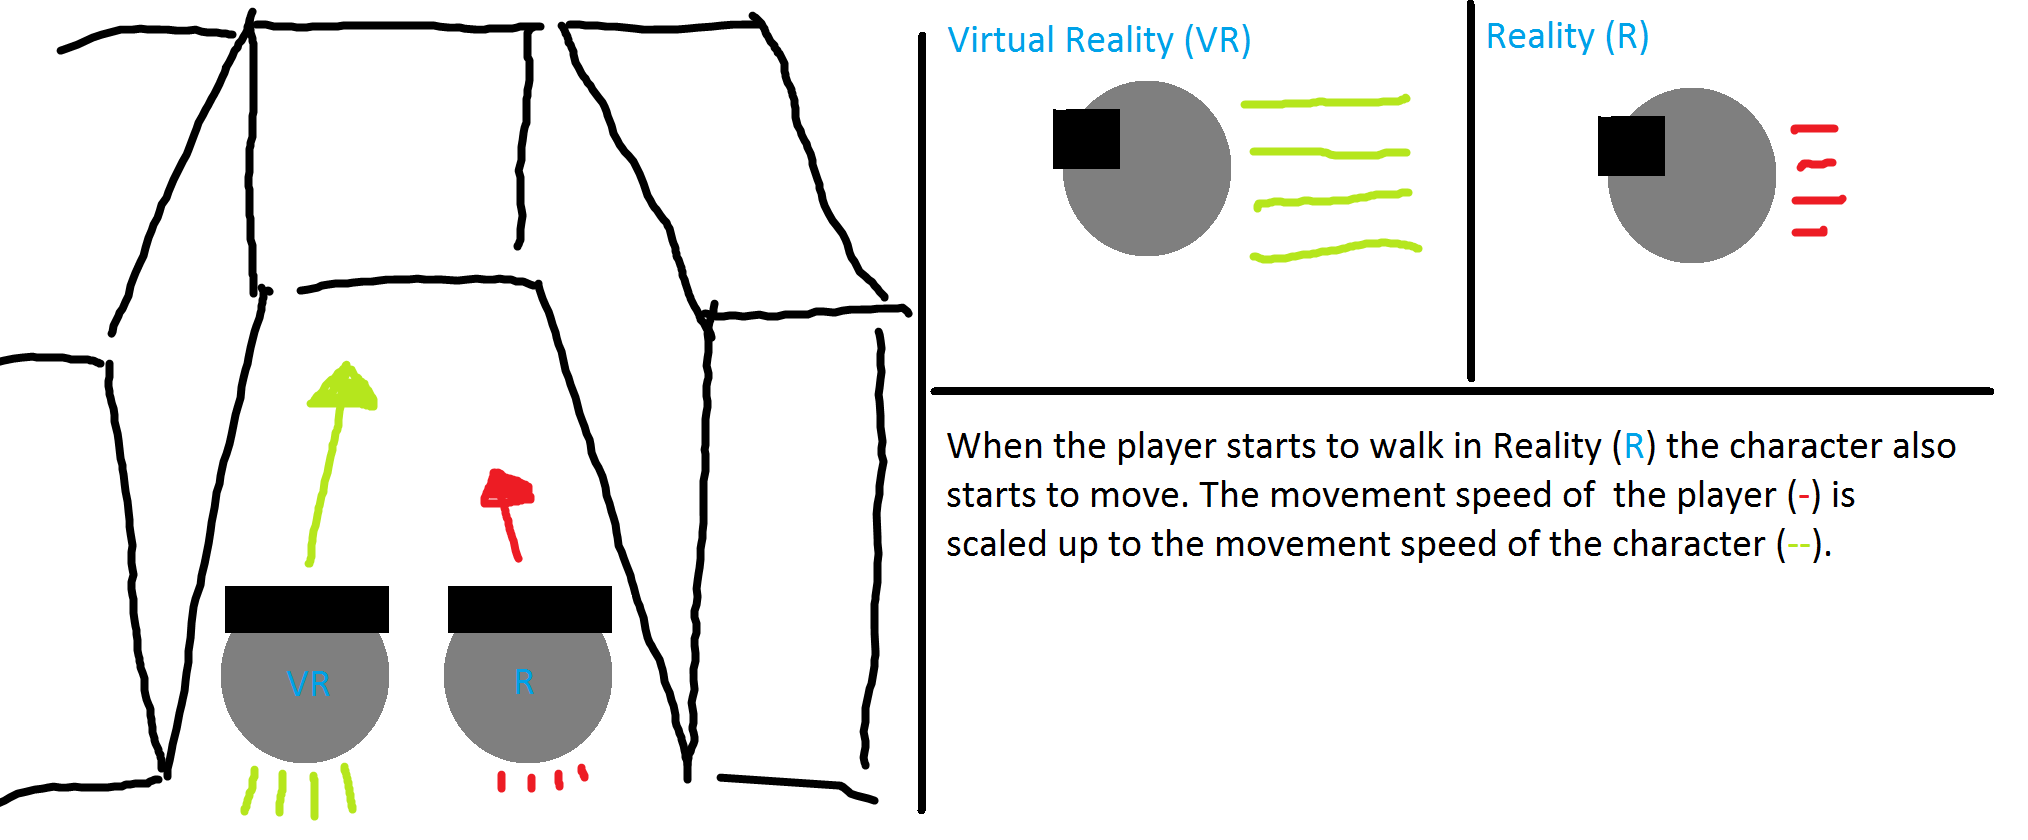 Virtual Reality (VR)
Reality (R)
When the player starts to walk in Reality (R) the character also
starts to move. The movement speed of  the player (-) is
scaled up to the movement speed of the character (--).
VR
R